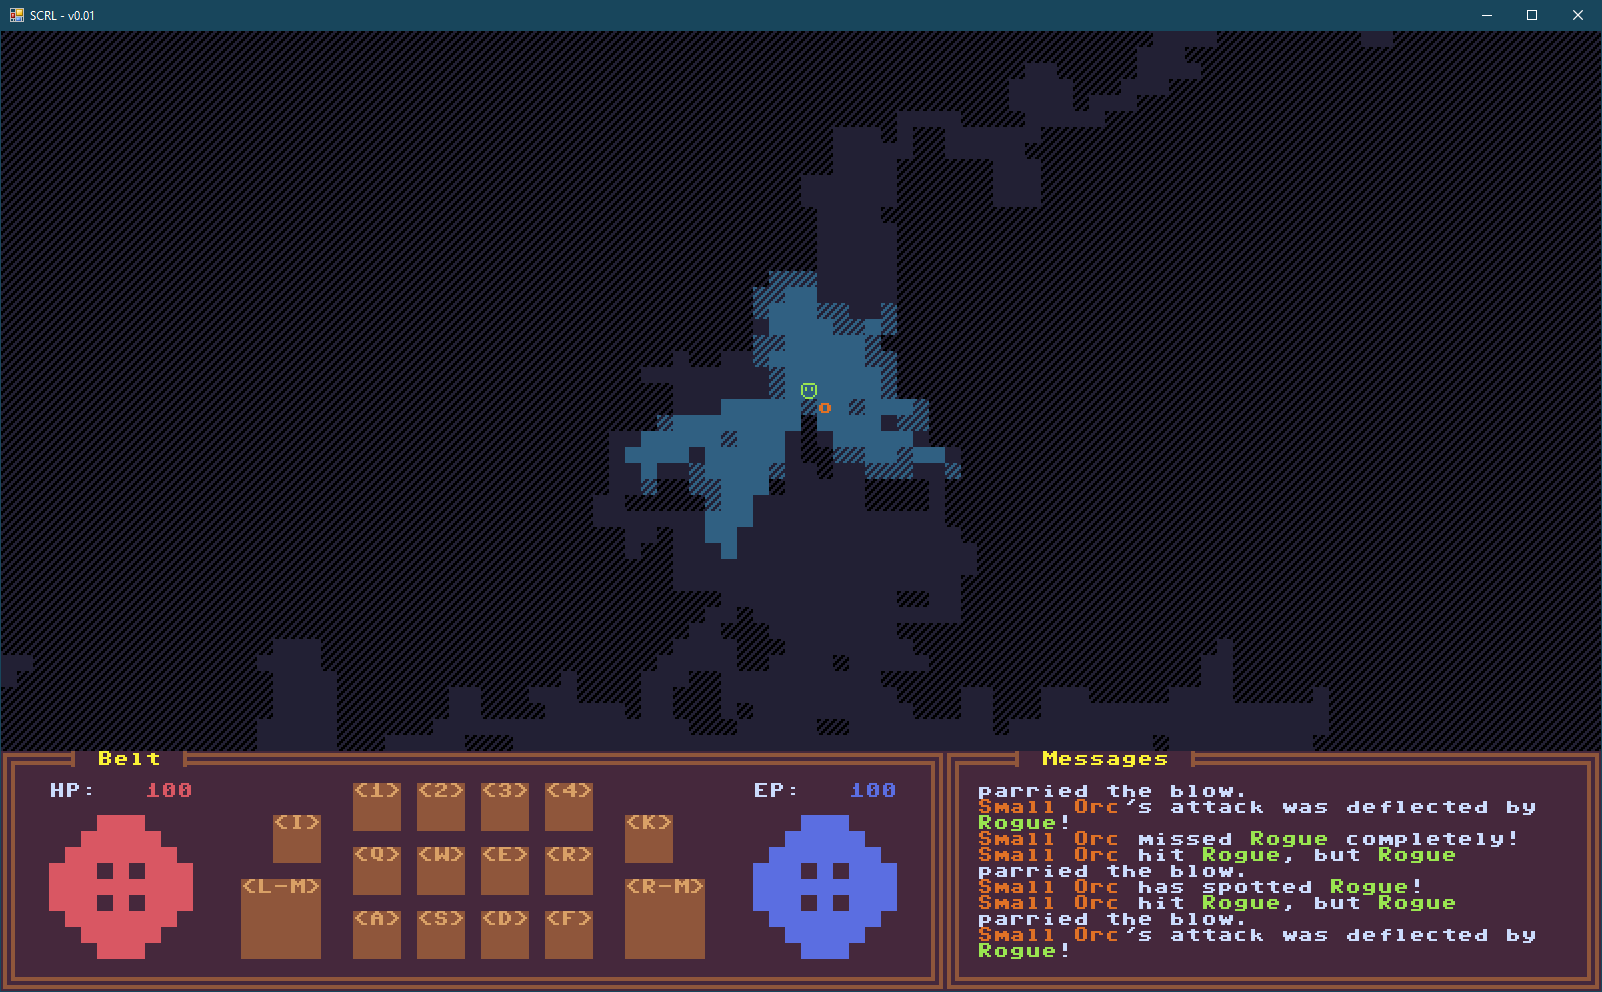 SCRL - v0.01
Belt
HP: 100
<1> <2> <3> <4>
<I>
<K>
<Q> <W> <E> <R>
<L-M>
<R-M>
<A> <S> <D> <F>
EP: 100
Messages
parried the blow.
Small Orc's attack was deflected by
Rogue!
Small Orc missed Rogue completely!
Small Orc hit Rogue, but Rogue
parried the blow.
Small Orc has spotted Rogue!
Small Orc hit Rogue, but Rogue
parried the blow.
Small Orc's attack was deflected by
Rogue!